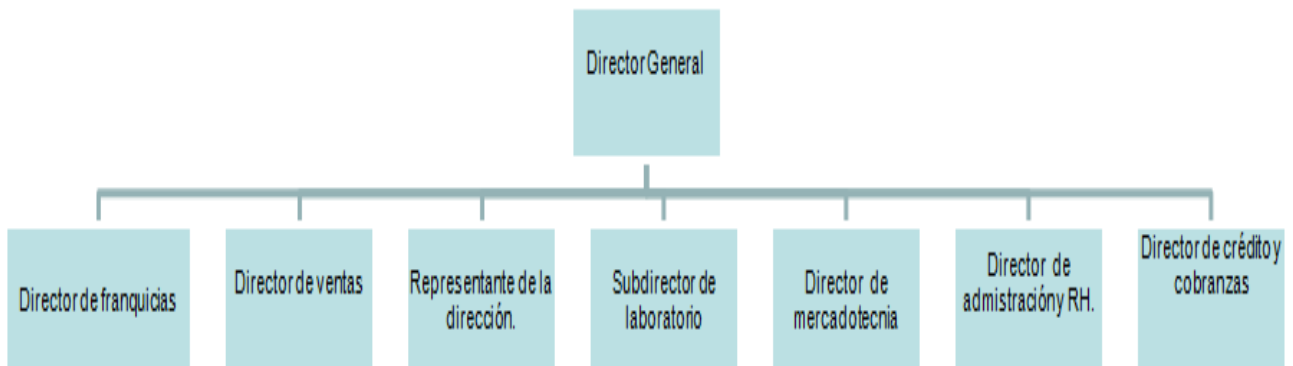 Director General
Director de franquicias
Director de ventas
Representante de la
dirección.
Subdirector de
laboratorio
Director de
mercadotecnia
Director de
admistración y RH.
Director de crédito y
cobranzas